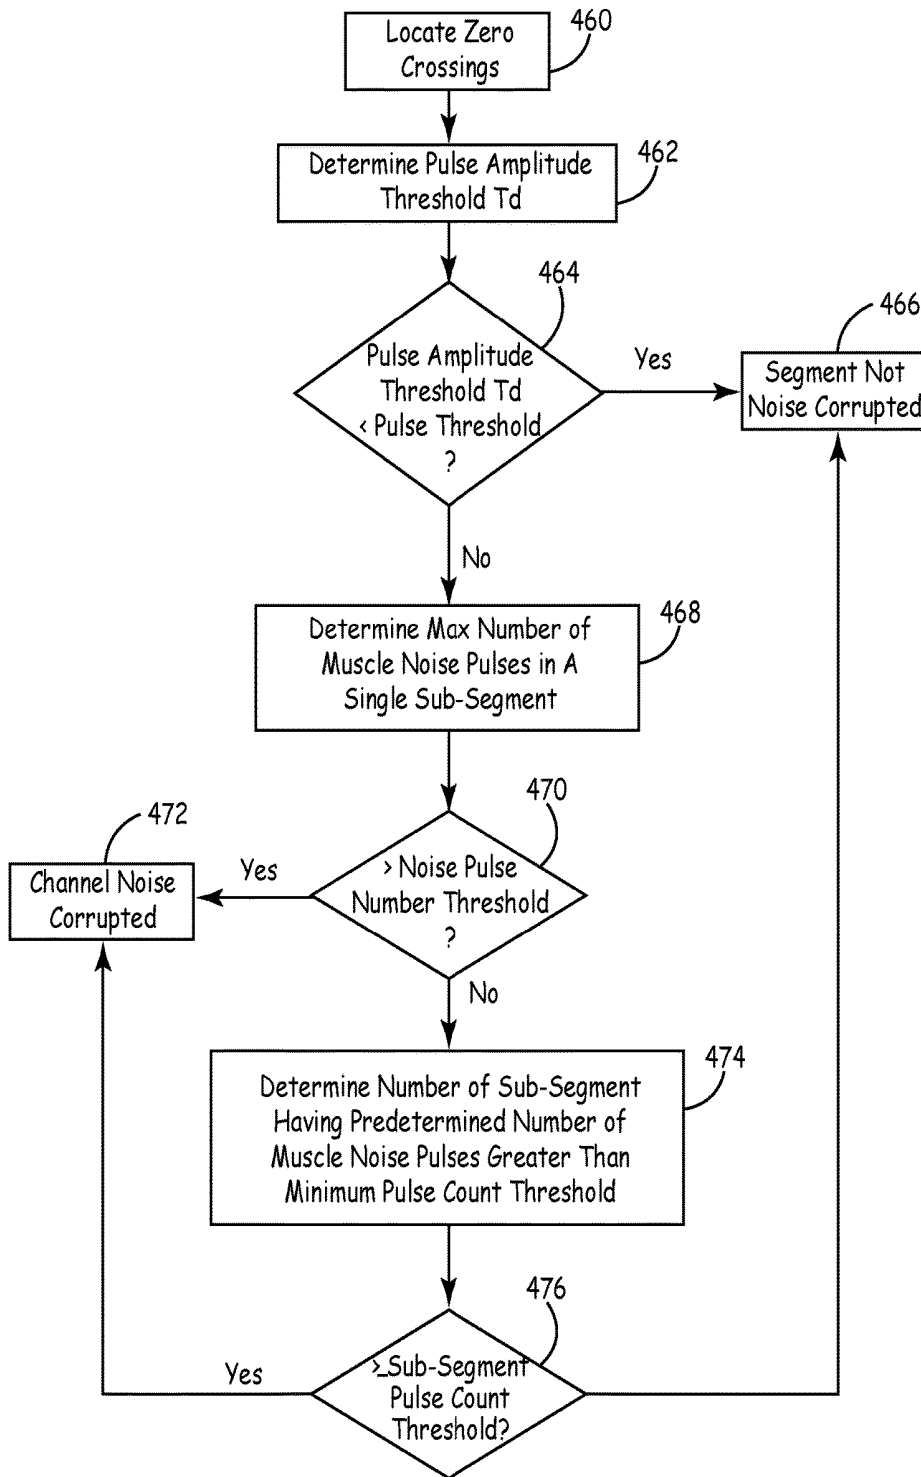 Locate Zero
Crossings
460
Determine Pulse Amplitude
Threshold Td
462
464
Pulse Amplitude
Threshold Td
< Pulse Threshold
?
Yes
466
Segment Not
Noise Corrupted
No
Determine Max Number of
Muscle Noise Pulses in A
Single Sub-Segment
468
470
> Noise Pulse
Number Threshold
?
Yes
472
Channel Noise
Corrupted
No
474
Determine Number of Sub-Segment
Having Predetermined Number of
Muscle Noise Pulses Greater Than
Minimum Pulse Count Threshold
476
≥ Sub-Segment
Pulse Count
Threshold?
Yes